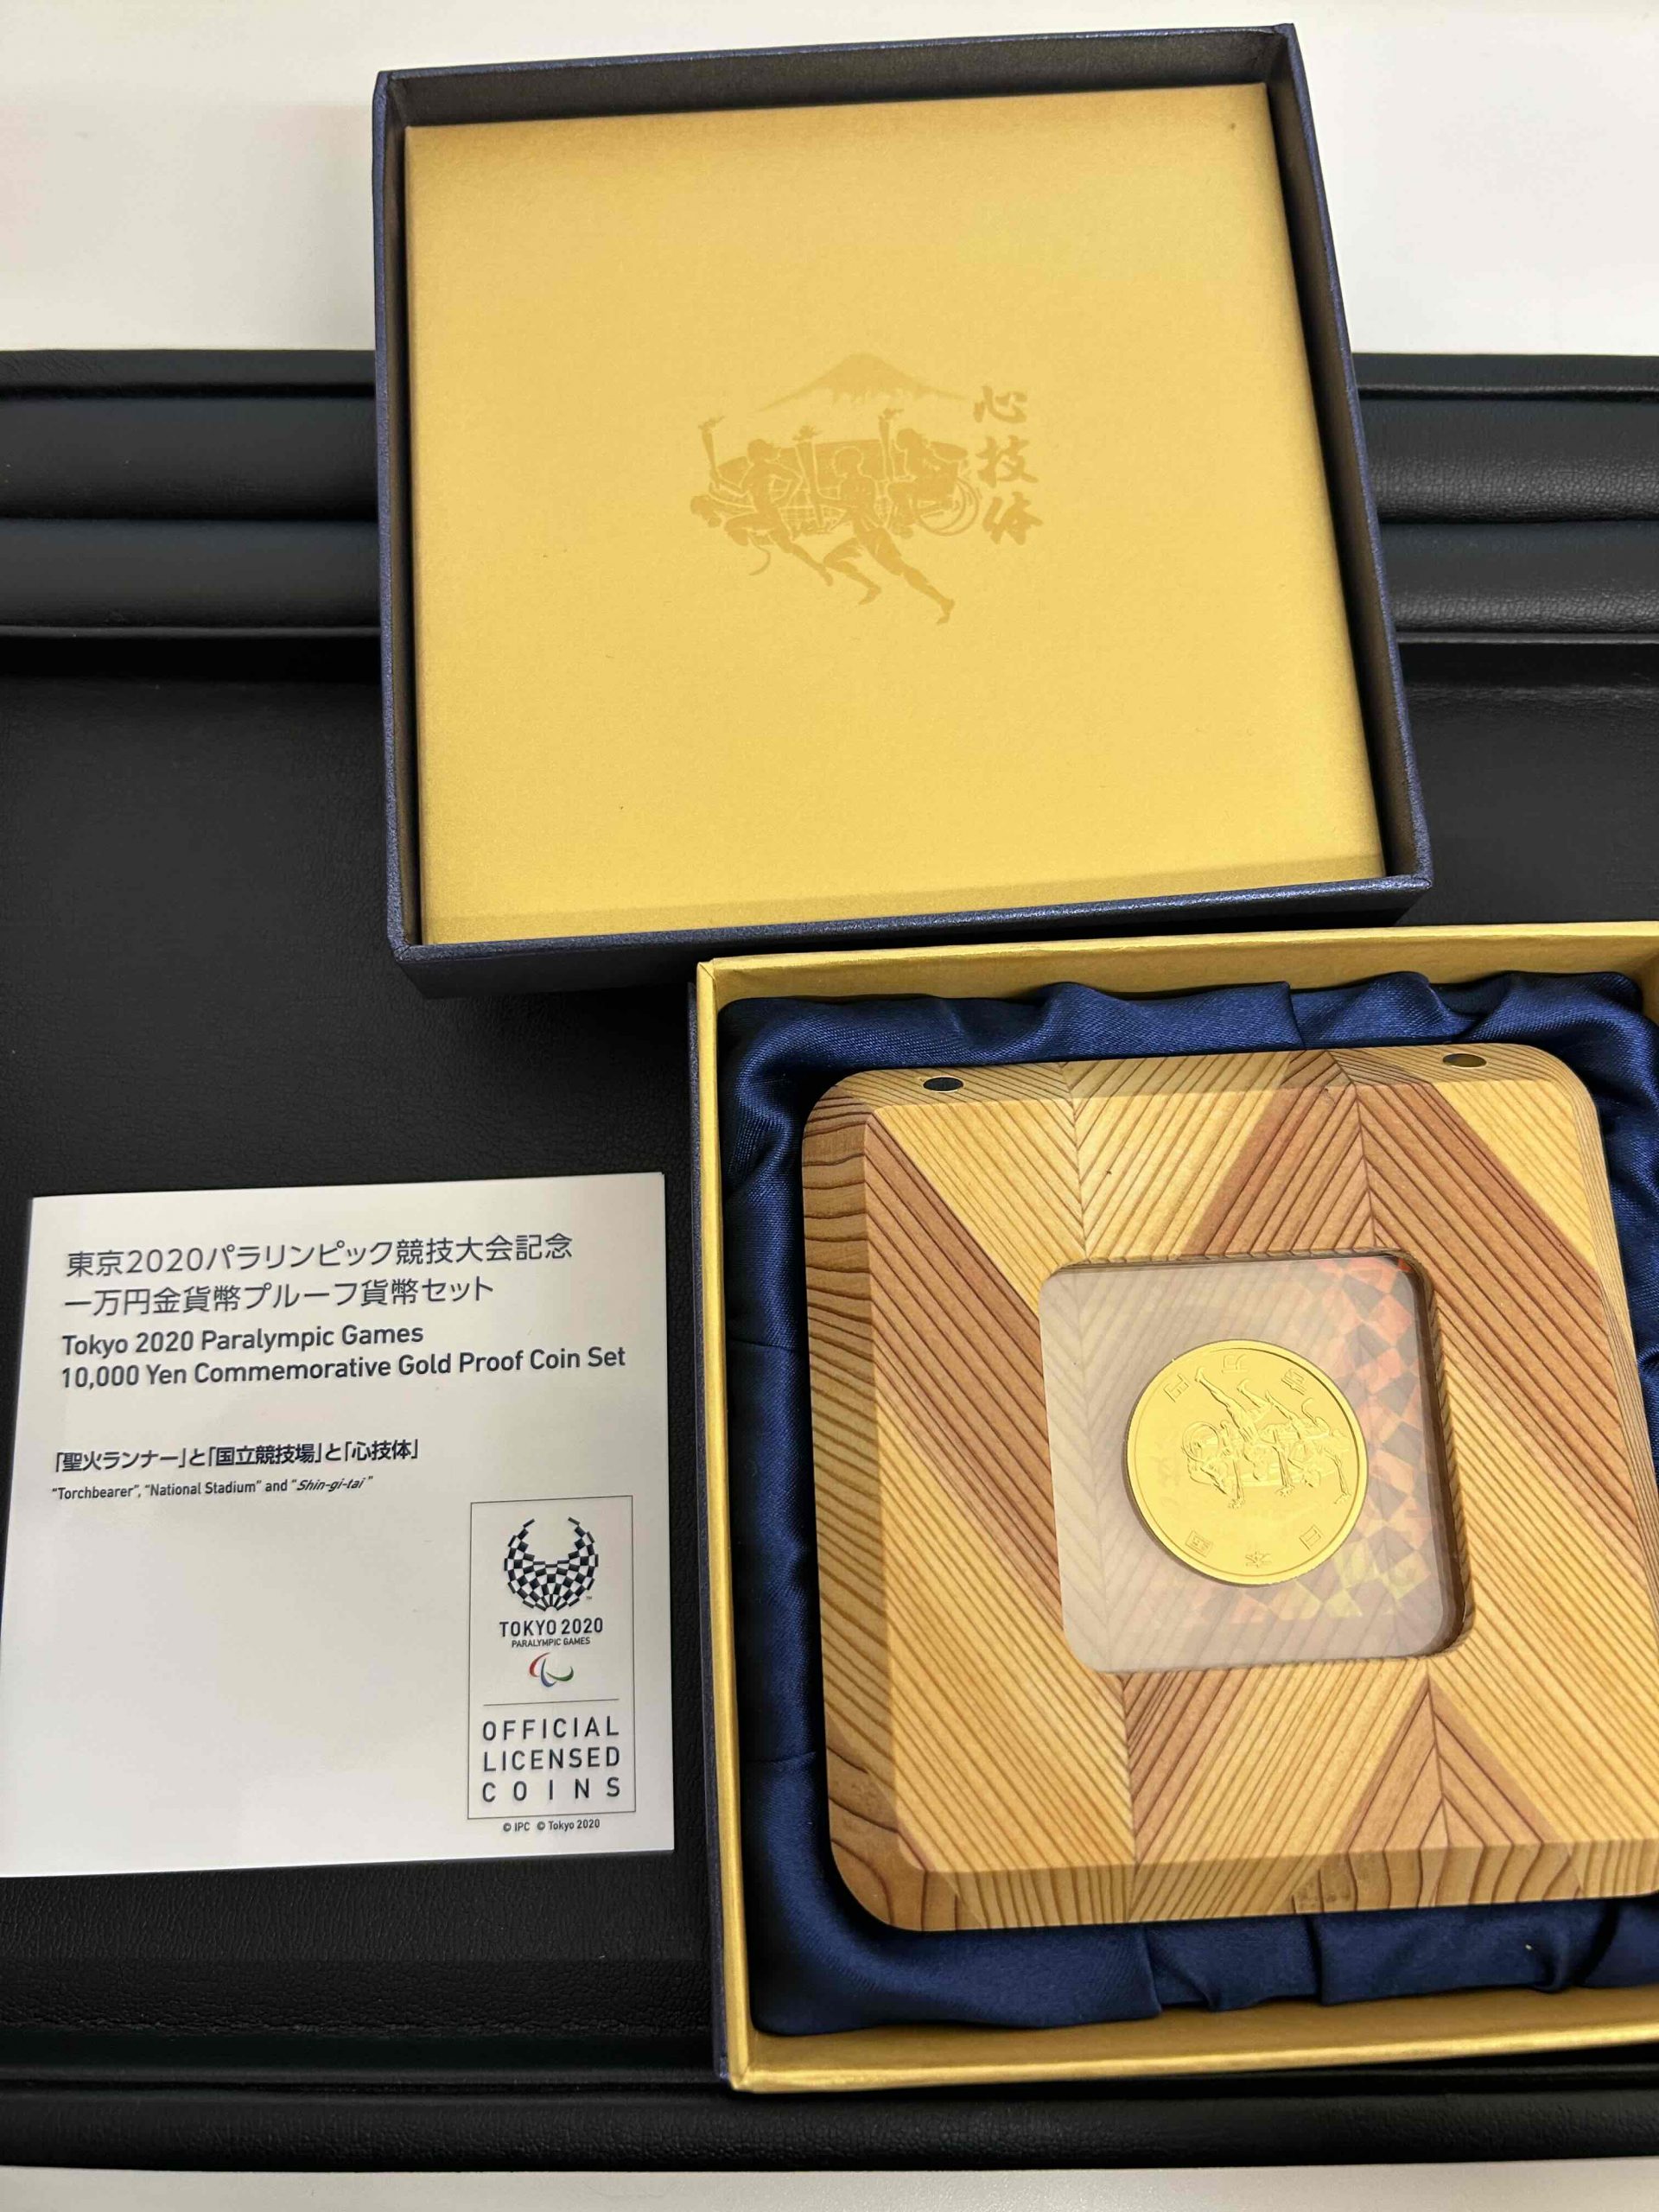 心
技
体
東京2020パラリンピック競技大会記念
一万円金貨幣プルーフ貨幣セット
Tokyo 2020 Paralympic Games
10,000 Yen Commemorative Gold Proof Coin Set
「聖火ランナー」と「国立競技場」と「心技体」
"Torchbearer", "National Stadium" and "Shin-gi-tai"
TOKYO 2020
PARALYMPIC GAMES
OFFICIAL
LICENSED
COINS
© IPC © Tokyo 2020
日本国